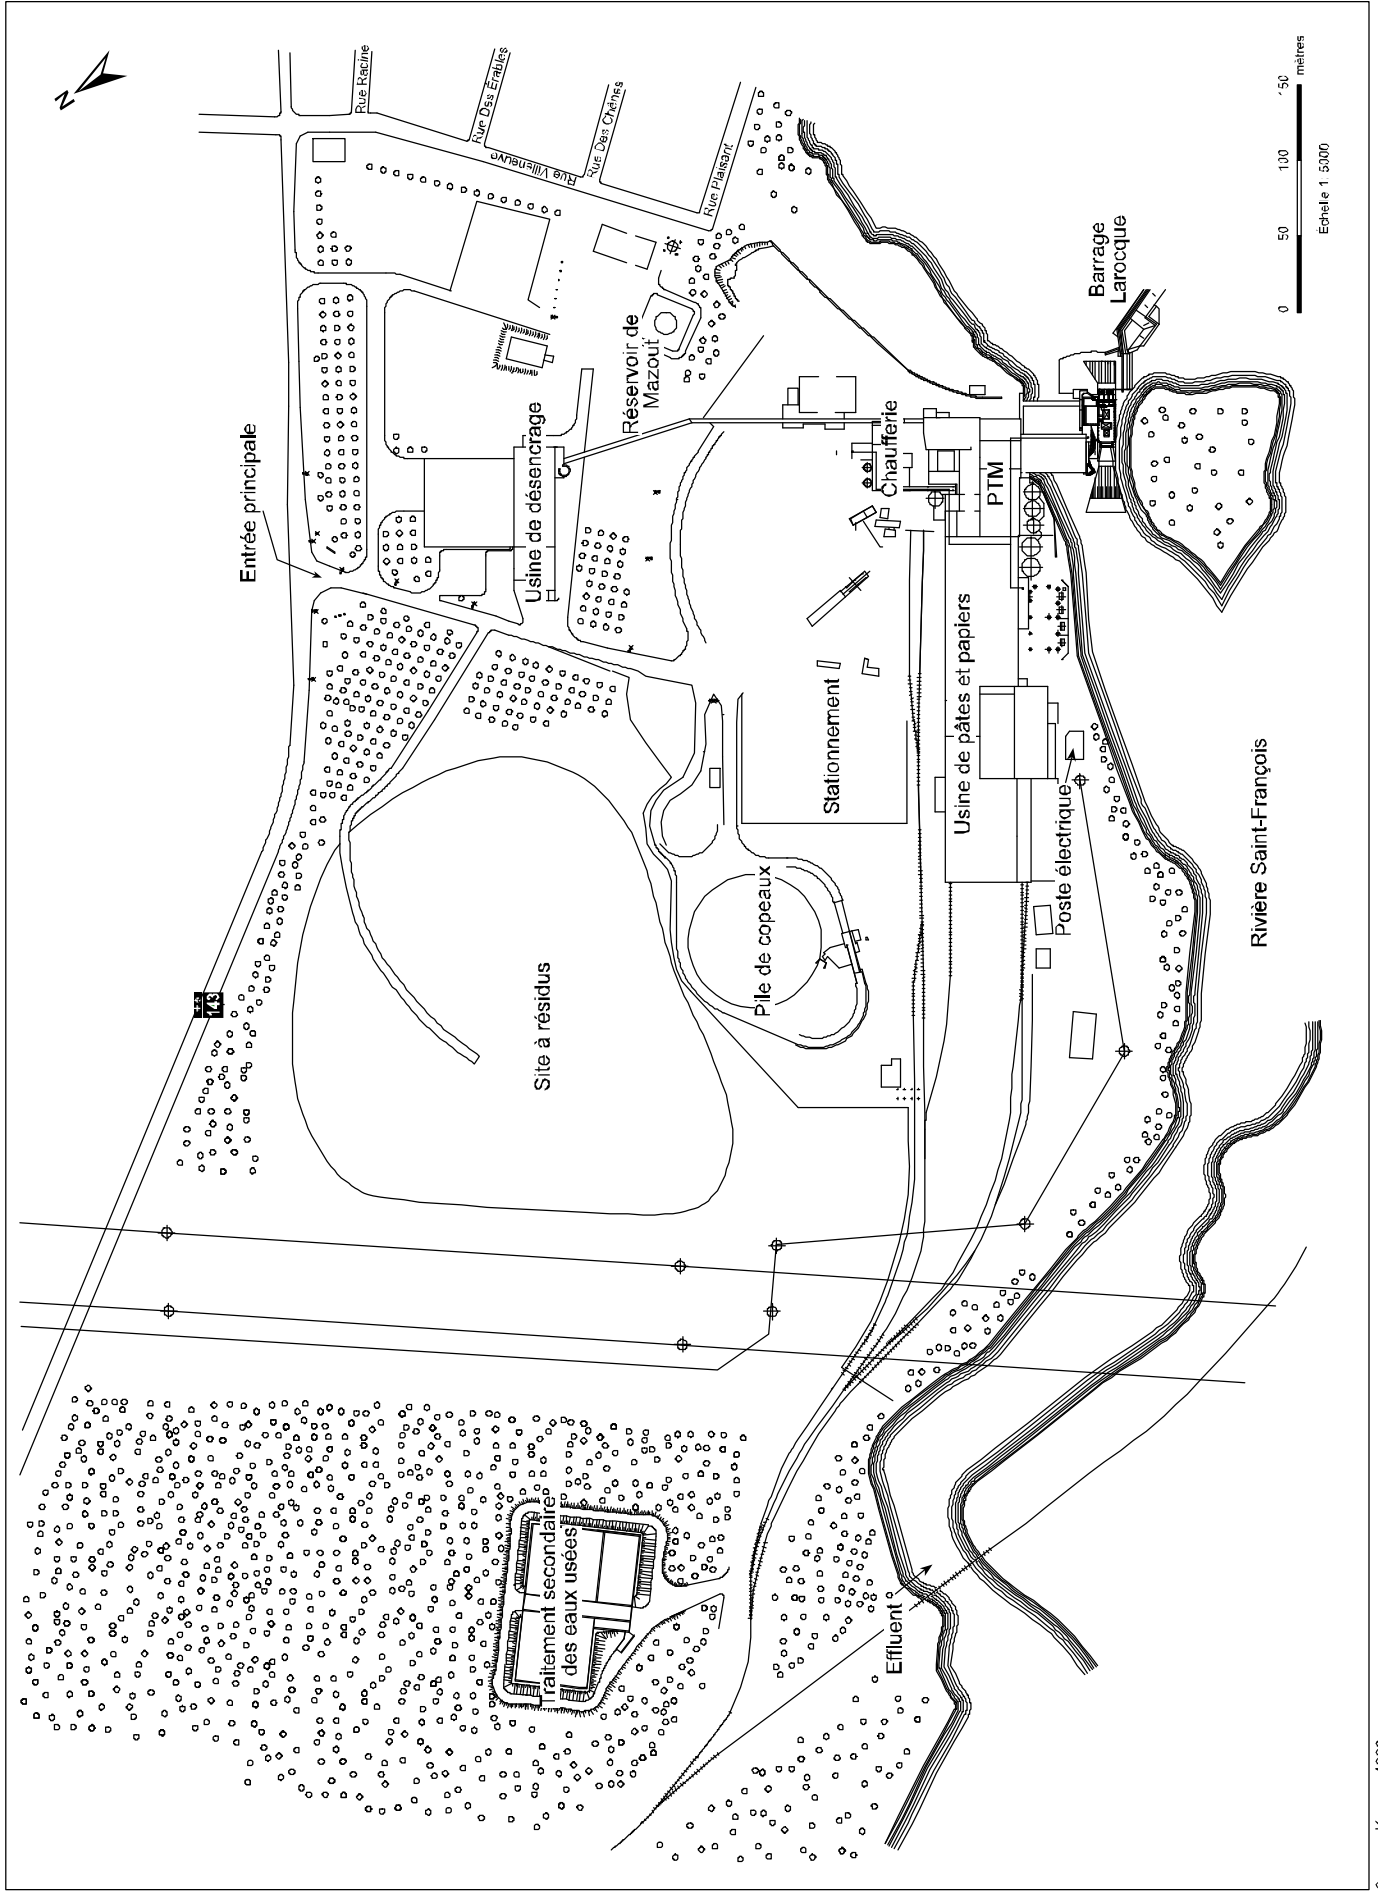 N
Rue Racine
Rue Des Érables
Rue Des Chênes
Rue Villeneuve
Rue Plaisant
Entrée principale
Usine de désencrage
Réservoir de
Mazout
Chaufferie
PTM
Barrage
Larocque
0 50 100 150
mètres
Échelle 1: 5000
143
Site à résidus
Stationnement
Pile de copeaux
Usine de pâtes et papiers
Poste électrique
Rivière Saint-François
Traitement secondaire
des eaux usées
Effluent